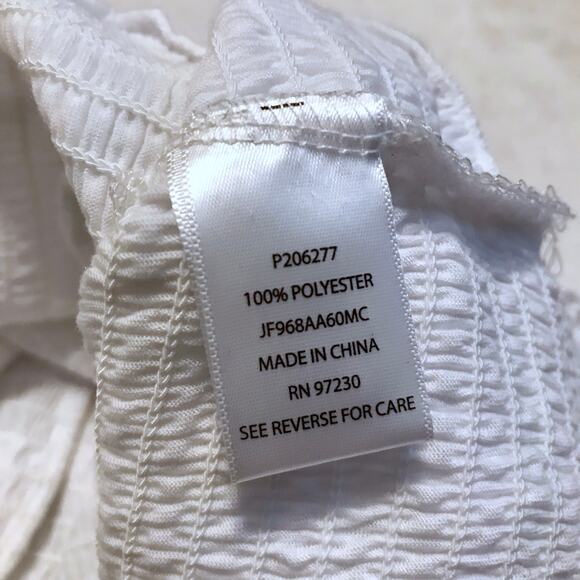 P206277
100% POLYESTER
JF968AA60MC
MADE IN CHINA
RN 97230
SEE REVERSE FOR CARE